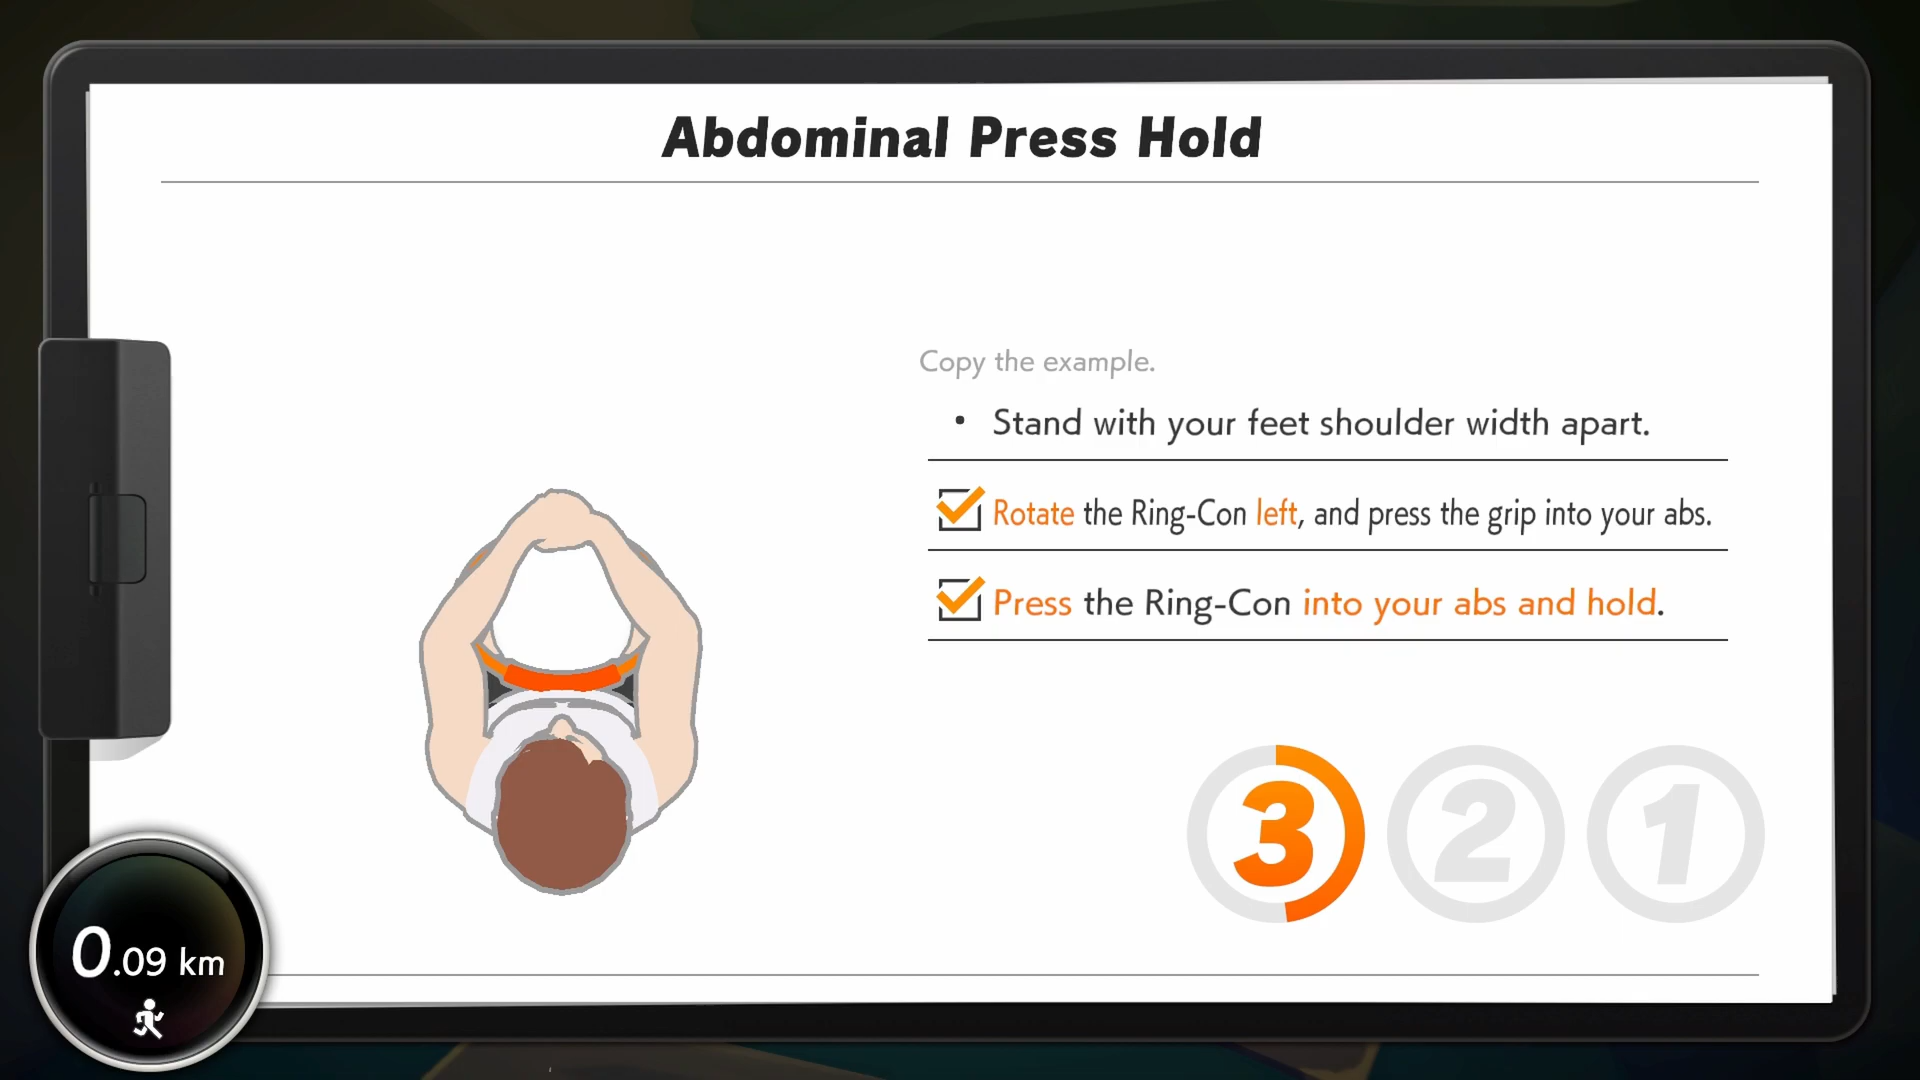 Abdominal Press Hold
Copy the example.
• Stand with your feet shoulder width apart.
Rotate the Ring-Con left, and press the grip into your abs.
Press the Ring-Con into your abs and hold.
3 2 1
0.09 km